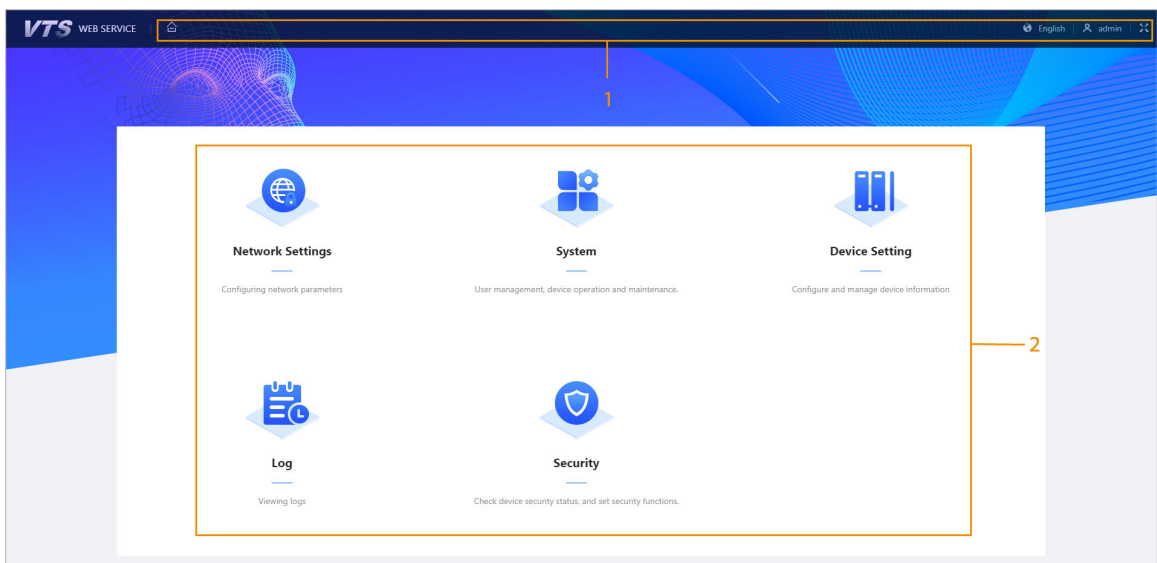 VTS WEB SERVICE English admin
1
Network Settings System Device Setting
Configuring network parameters User management, device operation and maintenance. Configure and manage device information
2
Log Security
Viewing logs Check device security status, and set security functions.